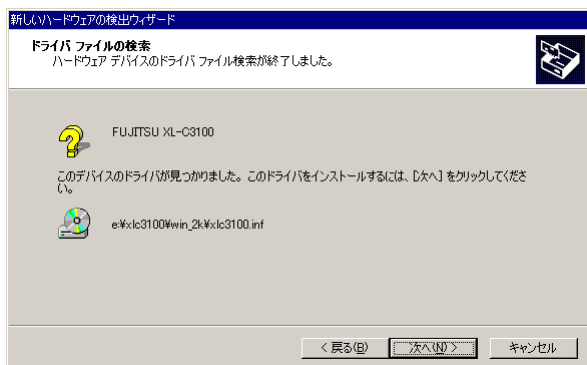 新しいハードウェアの検出ウィザード
ドライバ ファイルの検索
ハードウェア デバイスのドライバ ファイル検索が終了しました。
FUJITSU XL-C3100
このデバイスのドライバが見つかりました。このドライバをインストールするには、[次へ] をクリックしてくださ
い。
e:¥xlc3100¥win_2k¥xlc3100.inf
< 戻る(B)
次へ(N) >
キャンセル